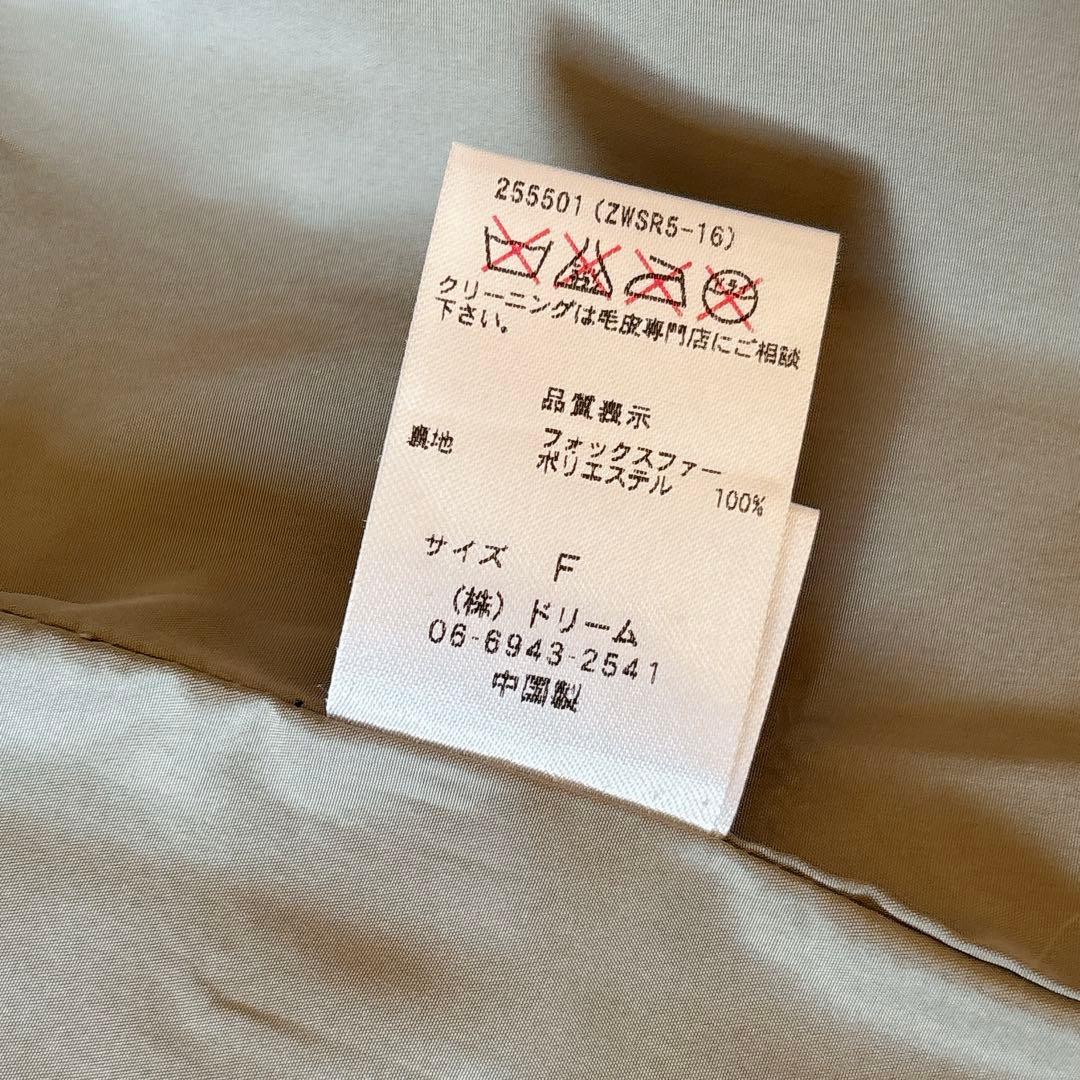 255501(ZWSR5-16)
クリーニングは毛皮専門店にご相談
下さい。
品質表示
フォックスファー
裏地 ポリエステル 100%
サイズ F
(株)ドリーム
06-6943-2541
中国製